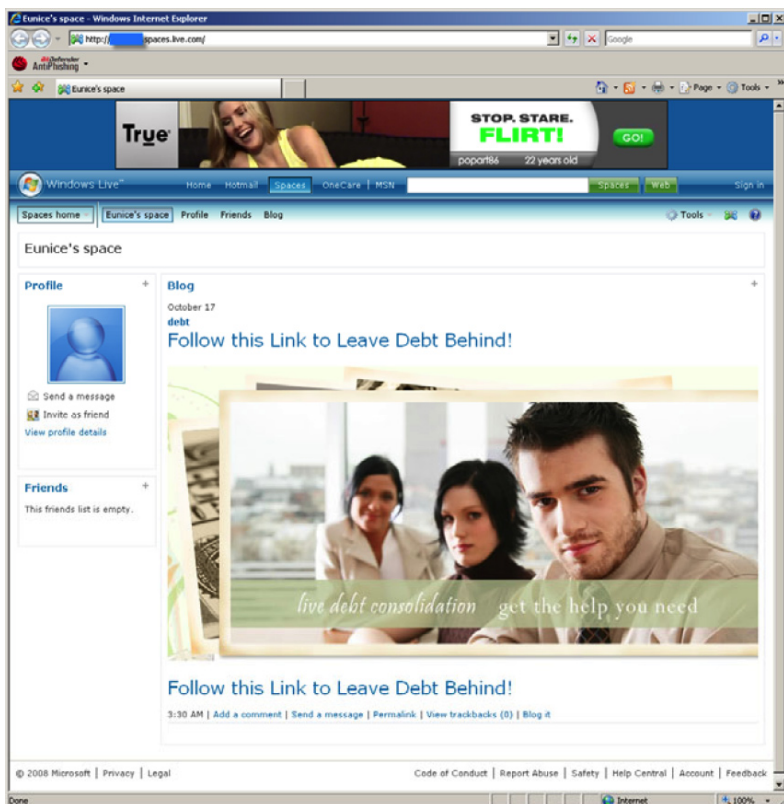 Eunice's space - Windows Internet Explorer
http:// spaces.live.com/
Google
BitDefender
AntiPhishing
Eunice's space
Page
Tools
True
STOP. STARE.
FLIRT!
GO!
popart86 22 years old
Windows Live™
Home Hotmail Spaces OneCare | MSN
Spaces Web Sign in
Spaces home Eunice's space Profile Friends Blog
Tools
Eunice's space
Profile
Send a message
Invite as friend
View profile details
Friends
This friends list is empty.
Blog
October 17
debt
Follow this Link to Leave Debt Behind!
live debt consolidation get the help you need
Follow this Link to Leave Debt Behind!
3:30 AM | Add a comment | Send a message | Permalink | View trackbacks (0) | Blog it
© 2008 Microsoft | Privacy | Legal
Code of Conduct | Report Abuse | Safety | Help Central | Account | Feedback
Done
Internet
100%